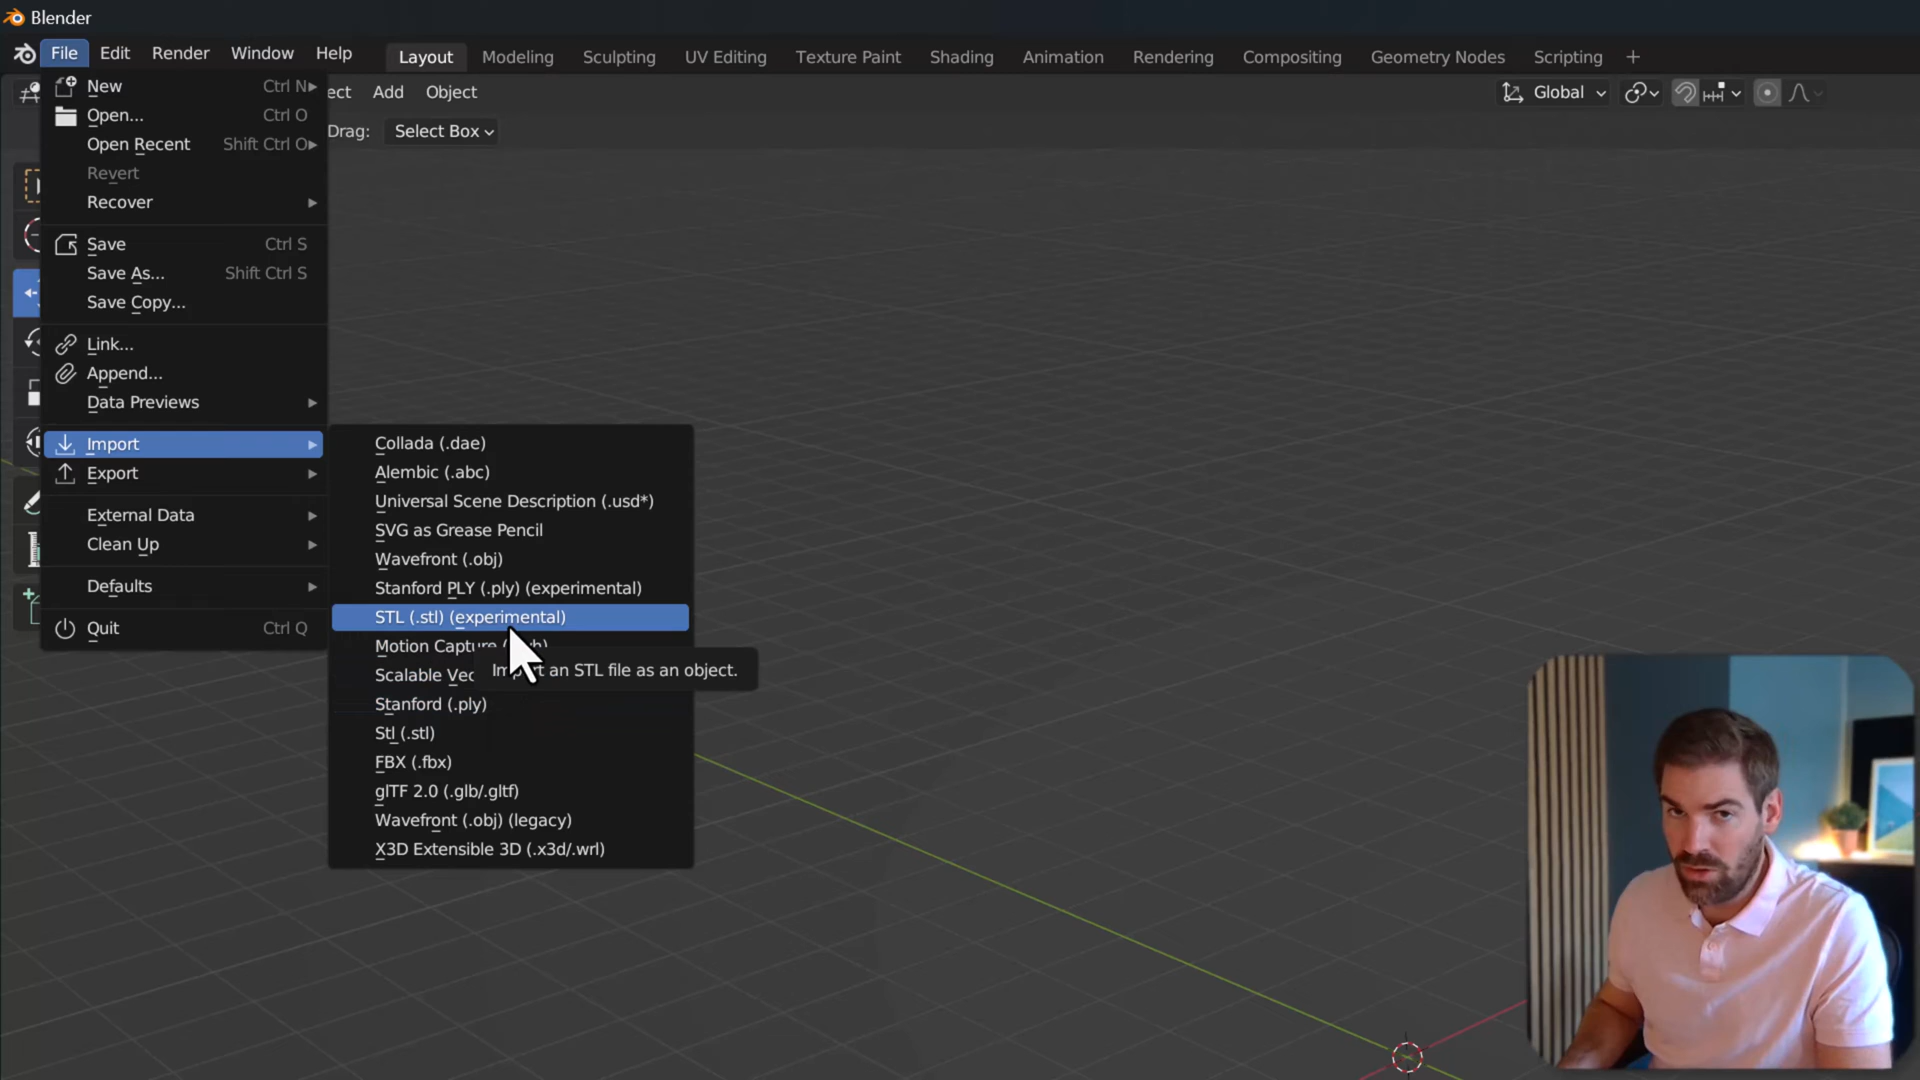 Blender
File Edit Render Window Help Layout Modeling Sculpting UV Editing Texture Paint Shading Animation Rendering Compositing Geometry Nodes Scripting +
New Ctrl N
ect Add Object Global
Open... Ctrl O
Drag: Select Box
Open Recent Shift Ctrl O
Revert
Recover
Save Ctrl S
Save As... Shift Ctrl S
Save Copy...
Link...
Append...
Data Previews
Import
Export
External Data
Clean Up
Defaults
Quit Ctrl Q
Collada (.dae)
Alembic (.abc)
Universal Scene Description (.usd*)
SVG as Grease Pencil
Wavefront (.obj)
Stanford PLY (.ply) (experimental)
STL (.stl) (experimental)
Motion Capture
Scalable Vec
Import an STL file as an object.
Stanford (.ply)
Stl (.stl)
FBX (.fbx)
glTF 2.0 (.glb/.gltf)
Wavefront (.obj) (legacy)
X3D Extensible 3D (.x3d/.wrl)